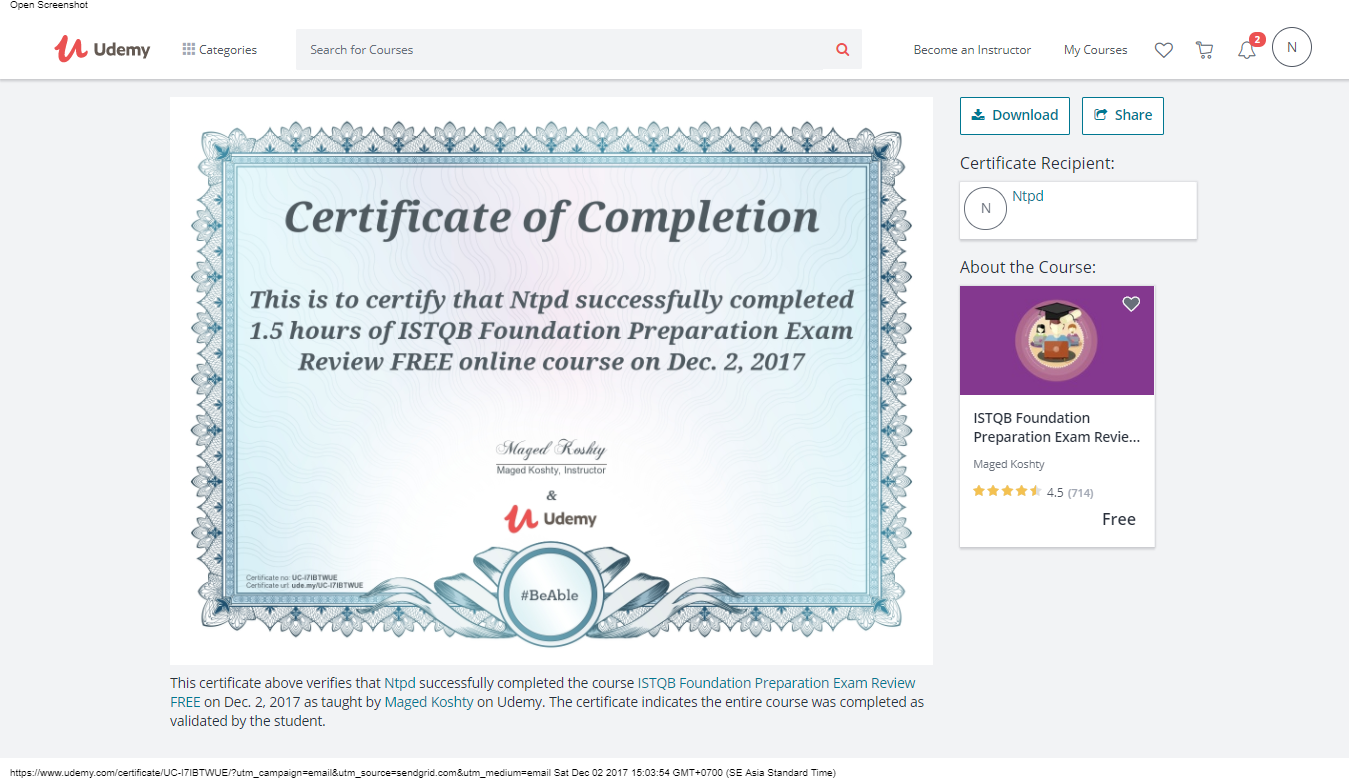 Open Screenshot
Udemy
Categories
Search for Courses
Become an Instructor
My Courses
2
N
Download
Share
Certificate Recipient:
N
Ntpd
About the Course:
ISTQB Foundation
Preparation Exam Revie...
Maged Koshty
4.5 (714)
Free
Certificate of Completion
This is to certify that Ntpd successfully completed
1.5 hours of ISTQB Foundation Preparation Exam
Review FREE online course on Dec. 2, 2017
Maged Koshty
Maged Koshty, Instructor
&
Udemy
#BeAble
Certificate no: UC-I7IBTWUE
Certificate url: ude.my/UC-I7IBTWUE
This certificate above verifies that Ntpd successfully completed the course ISTQB Foundation Preparation Exam Review
FREE on Dec. 2, 2017 as taught by Maged Koshty on Udemy. The certificate indicates the entire course was completed as
validated by the student.
https://www.udemy.com/certificate/UC-I7IBTWUE/?utm_campaign=email&utm_source=sendgrid.com&utm_medium=email Sat Dec 02 2017 15:03:54 GMT+0700 (SE Asia Standard Time)